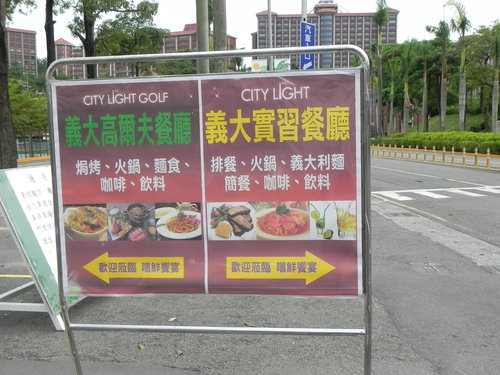 CITY LIGHT GOLF
義大高爾夫餐廳
焗烤、火鍋、麵食、
咖啡、飲料
歡迎蒞臨 嚐鮮饗宴
CITY LIGHT
義大實習餐廳
排餐、火鍋、義大利麵
簡餐、咖啡、飲料
歡迎蒞臨 嚐鮮饗宴